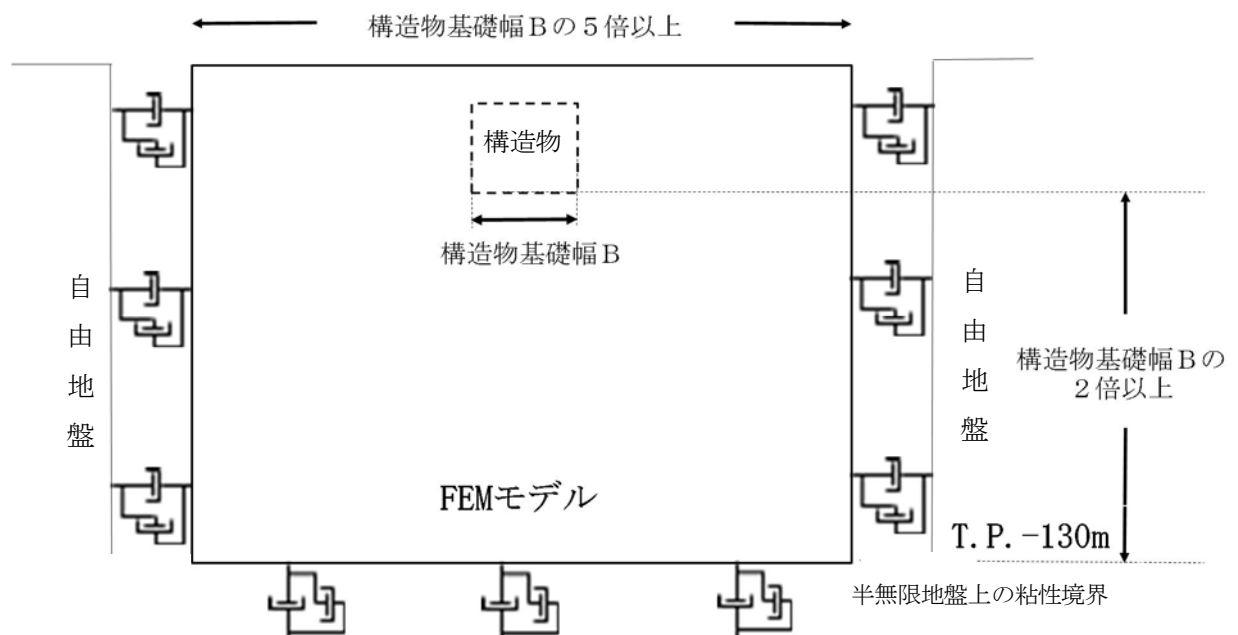 構造物基礎幅Bの5倍以上
構造物
構造物基礎幅B
自由地盤
自由地盤
構造物基礎幅Bの
2倍以上
FEMモデル
T.P.-130m
半無限地盤上の粘性境界